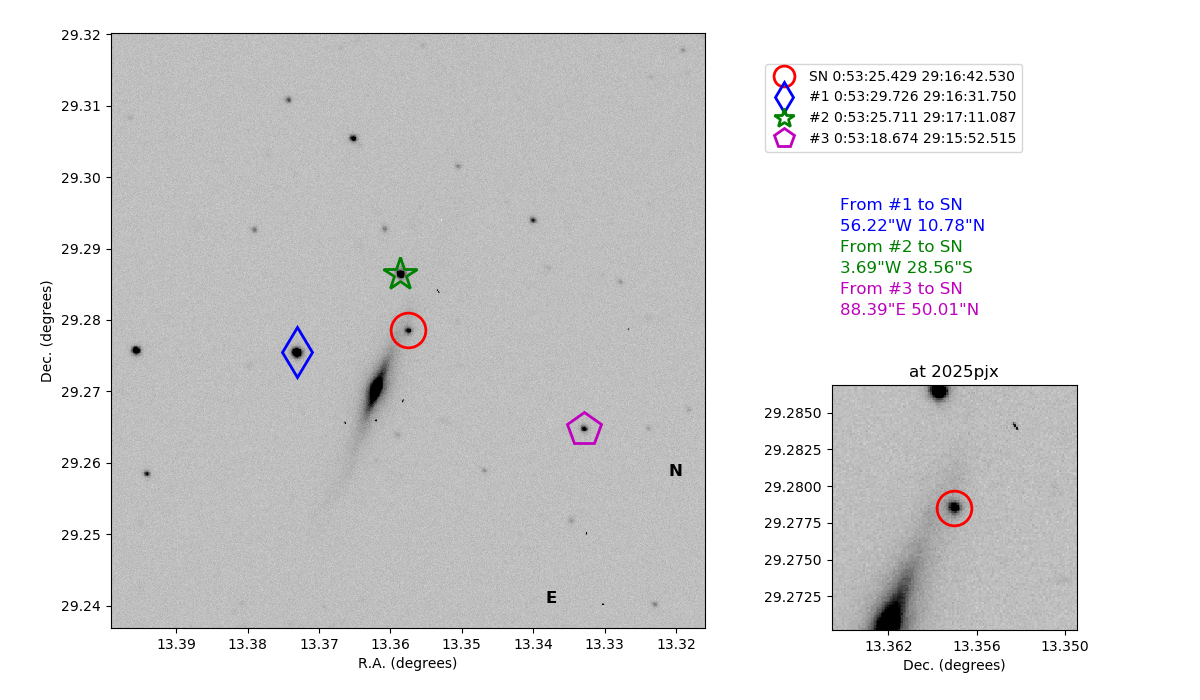 29.32
29.31
29.30
29.29
29.28
29.27
29.26
29.25
29.24
Dec. (degrees)
N
E
13.39 13.38 13.37 13.36 13.35 13.34 13.33 13.32
R.A. (degrees)
SN 0:53:25.429 29:16:42.530
#1 0:53:29.726 29:16:31.750
#2 0:53:25.711 29:17:11.087
#3 0:53:18.674 29:15:52.515
From #1 to SN
56.22"W 10.78"N
From #2 to SN
3.69"W 28.56"S
From #3 to SN
88.39"E 50.01"N
at 2025pjx
29.2850
29.2825
29.2800
29.2775
29.2750
29.2725
13.362 13.356 13.350
Dec. (degrees)